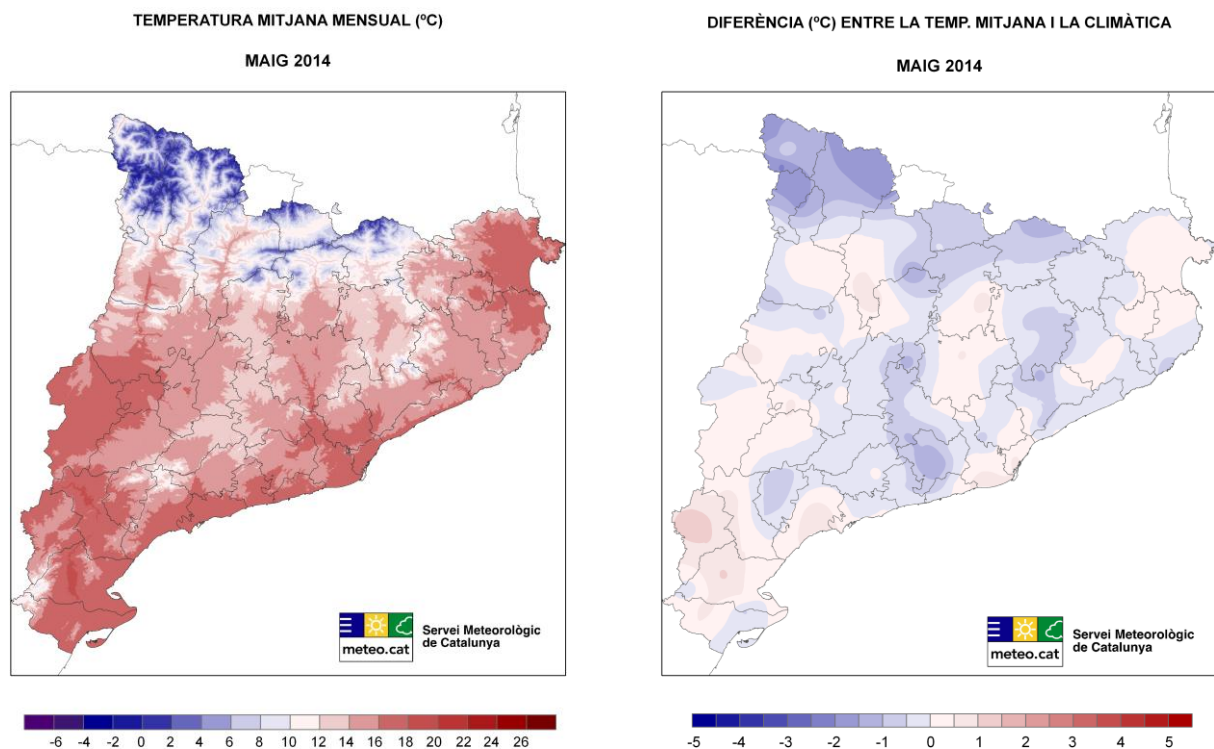 TEMPERATURA MITJANA MENSUAL (ºC)
MAIG 2014
Servei Meteorològic
de Catalunya
meteo.cat
-6 -4 -2 0 2 4 6 8 10 12 14 16 18 20 22 24 26
DIFERÈNCIA (ºC) ENTRE LA TEMP. MITJANA I LA CLIMÀTICA
MAIG 2014
Servei Meteorològic
de Catalunya
meteo.cat
-5 -4 -3 -2 -1 0 1 2 3 4 5